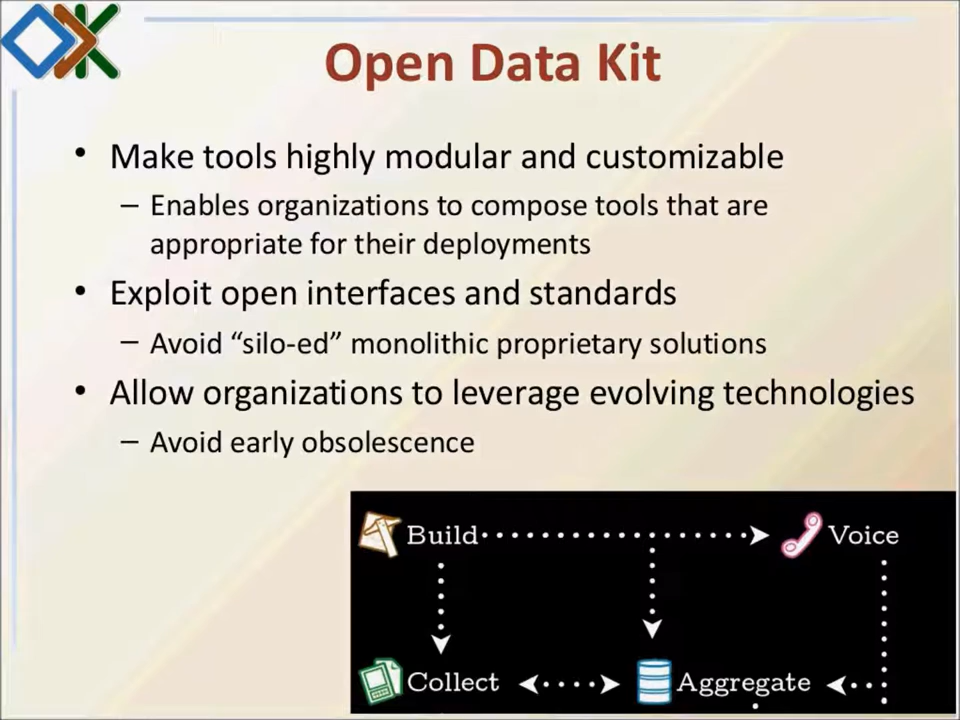 Open Data Kit
• Make tools highly modular and customizable
– Enables organizations to compose tools that are
appropriate for their deployments
• Exploit open interfaces and standards
– Avoid “silo-ed” monolithic proprietary solutions
• Allow organizations to leverage evolving technologies
– Avoid early obsolescence
Build
Voice
Collect
Aggregate